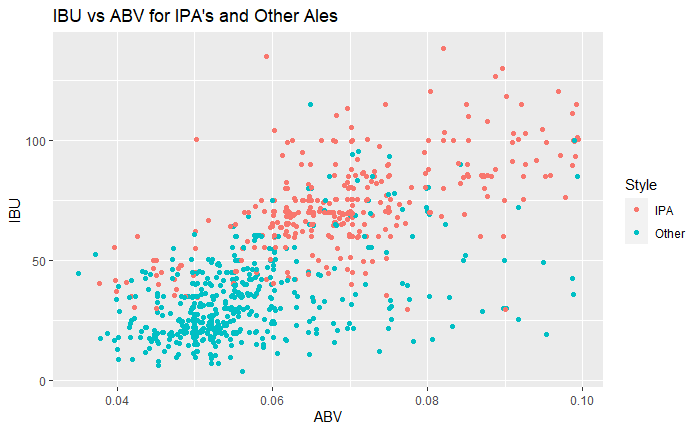 IBU vs ABV for IPA's and Other Ales
100
50
0
IBU
0.04
0.06
0.08
0.10
ABV
Style
IPA
Other